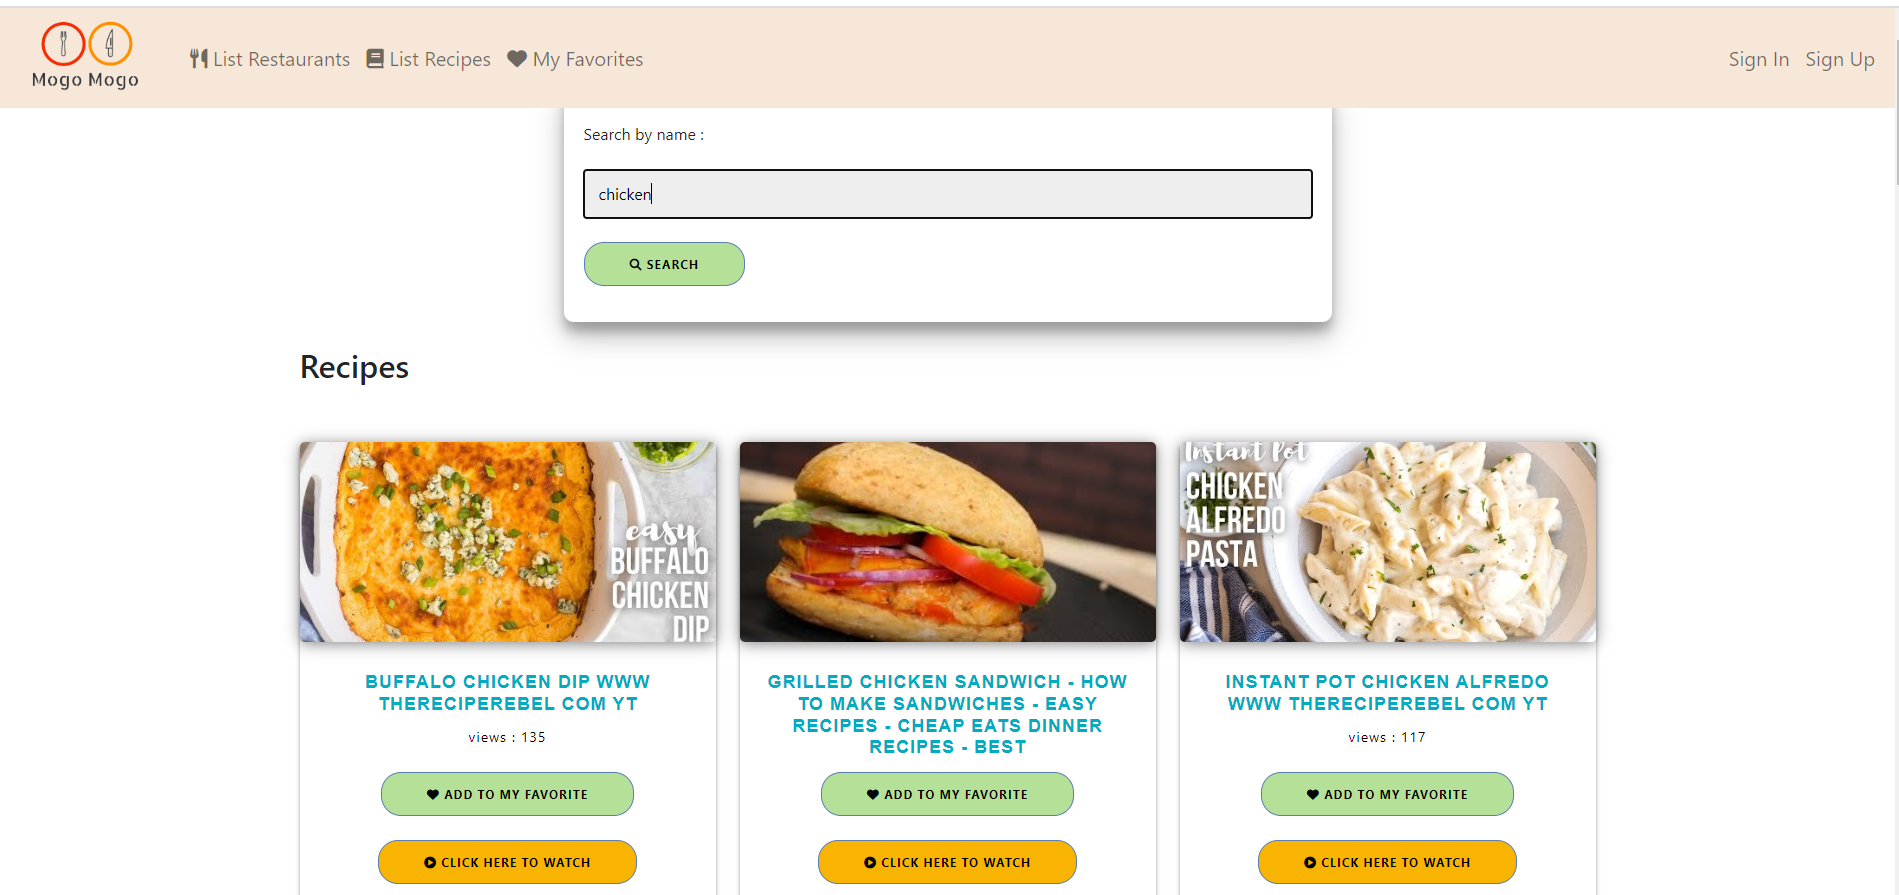 Mogo Mogo
List Restaurants
List Recipes
My Favorites
Sign In
Sign Up
Search by name :
chicken
SEARCH
Recipes
easy
BUFFALO
CHICKEN
DIP
Instant Pot
CHICKEN
ALFREDO
PASTA
BUFFALO CHICKEN DIP WWW
THERECIPEREBEL COM YT
views : 135
ADD TO MY FAVORITE
CLICK HERE TO WATCH
GRILLED CHICKEN SANDWICH - HOW
TO MAKE SANDWICHES - EASY
RECIPES - CHEAP EATS DINNER
RECIPES - BEST
ADD TO MY FAVORITE
CLICK HERE TO WATCH
INSTANT POT CHICKEN ALFREDO
WWW THERECIPEREBEL COM YT
views : 117
ADD TO MY FAVORITE
CLICK HERE TO WATCH